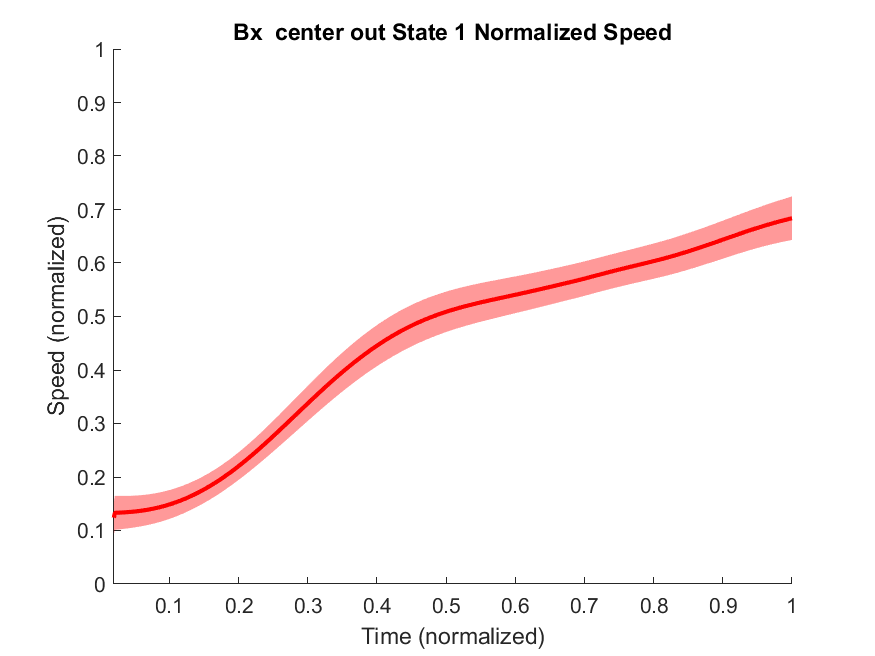 Bx  center out State 1 Normalized Speed
1
0.9
0.8
0.7
0.6
0.5
0.4
0.3
0.2
0.1
0
Speed (normalized)
0.1 0.2 0.3 0.4 0.5 0.6 0.7 0.8 0.9 1
Time (normalized)